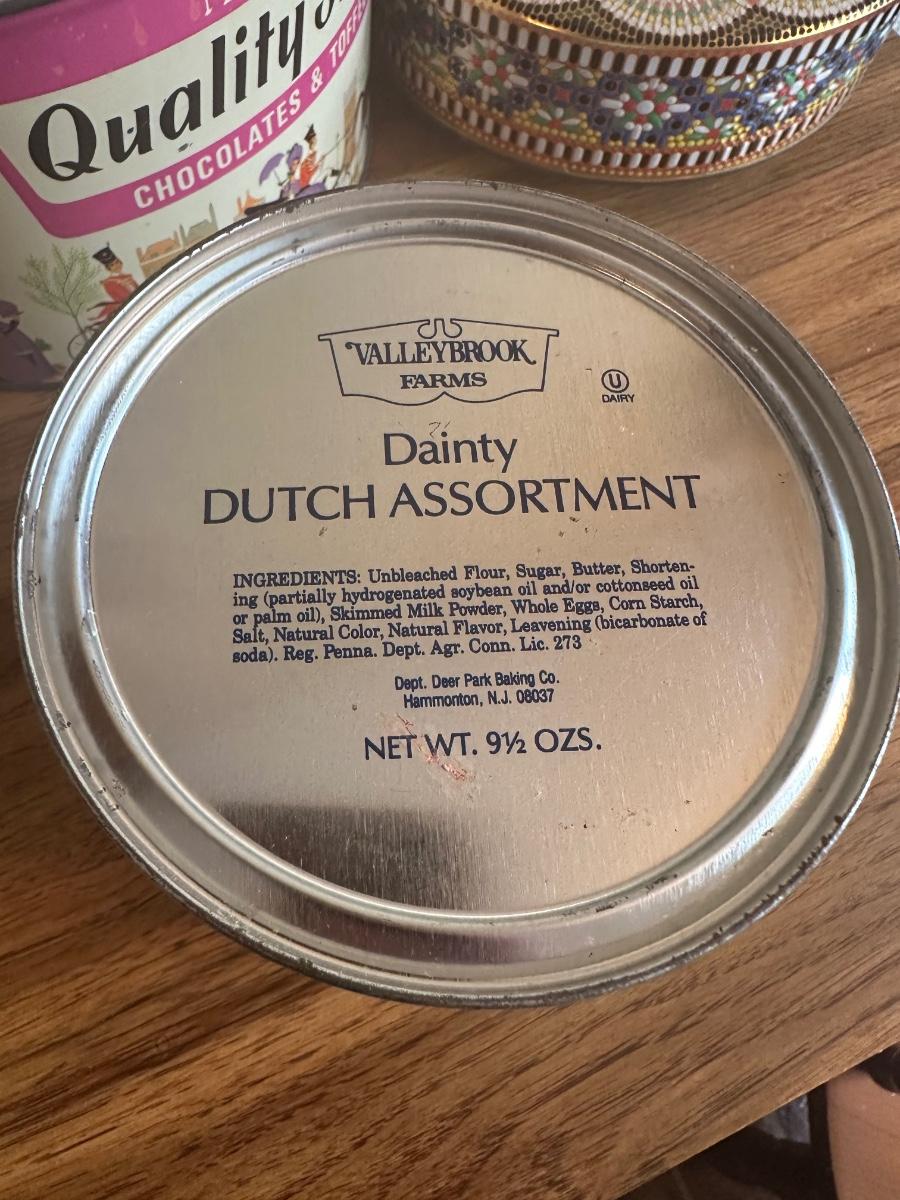 Quality
CHOCOLATES & TOFFE
VALLEYBROOK
FARMS
U
DAIRY
Dainty
DUTCH ASSORTMENT
INGREDIENTS: Unbleached Flour, Sugar, Butter, Shorten-
ing (partially hydrogenated soybean oil and/or cottonseed oil
or palm oil), Skimmed Milk Powder, Whole Eggs, Corn Starch,
Salt, Natural Color, Natural Flavor, Leavening (bicarbonate of
soda). Reg. Penna. Dept. Agr. Conn. Lic. 273
Dept. Deer Park Baking Co.
Hammonton, N.J. 08037
NET WT. 9½ OZS.